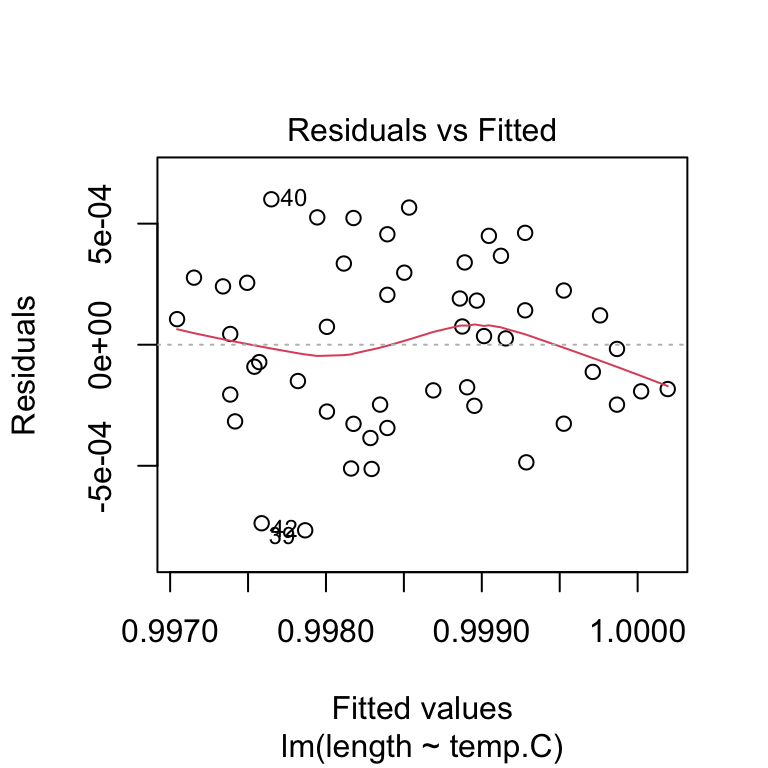 Residuals vs Fitted
Residuals
5e-04
0e+00
-5e-04
40
42
39
0.9970 0.9980 0.9990 1.0000
Fitted values
lm(length ~ temp.C)